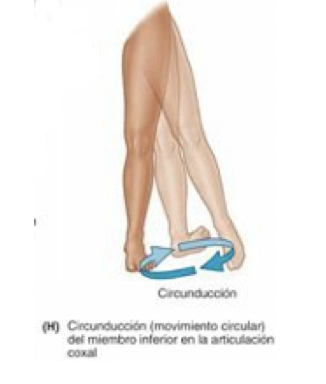 Circunducción
(H) Circunducción (movimiento circular)
del miembro inferior en la articulación
coxal